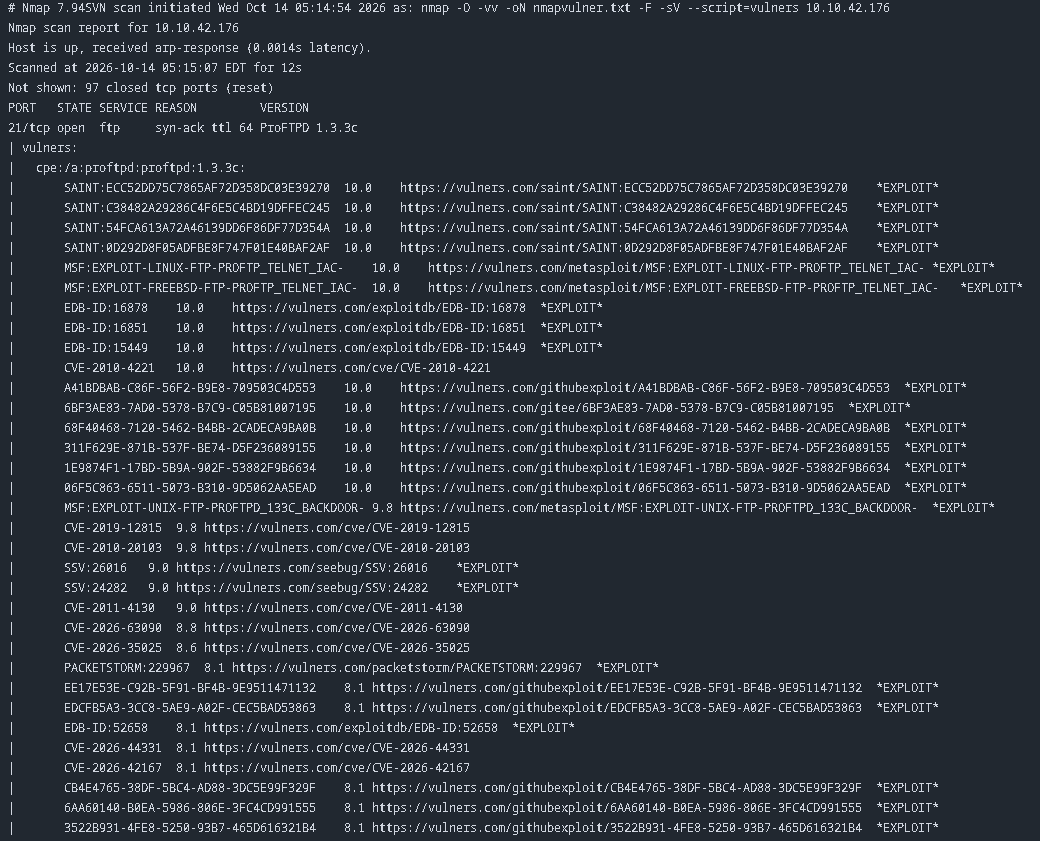 # Nmap 7.94SVN scan initiated Wed Oct 14 05:14:54 2026 as: nmap -O -vv -oN nmapvulner.txt -F -sV --script=vulners 10.10.42.176
Nmap scan report for 10.10.42.176
Host is up, received arp-response (0.0014s latency).
Scanned at 2026-10-14 05:15:07 EDT for 12s
Not shown: 97 closed tcp ports (reset)
PORT   STATE SERVICE REASON         VERSION
21/tcp open  ftp     syn-ack ttl 64 ProFTPD 1.3.3c
| vulners:
|   cpe:/a:proftpd:proftpd:1.3.3c:
|       SAINT:ECC52DD75C7865AF72D358DC03E39270  10.0    https://vulners.com/saint/SAINT:ECC52DD75C7865AF72D358DC03E39270    *EXPLOIT*
|       SAINT:C38482A29286C4F6E5C4BD19DFFEC245  10.0    https://vulners.com/saint/SAINT:C38482A29286C4F6E5C4BD19DFFEC245    *EXPLOIT*
|       SAINT:54FCA613A72A46139DD6F86DF77D354A  10.0    https://vulners.com/saint/SAINT:54FCA613A72A46139DD6F86DF77D354A    *EXPLOIT*
|       SAINT:0D292D8F05ADFBE8F747F01E40BAF2AF  10.0    https://vulners.com/saint/SAINT:0D292D8F05ADFBE8F747F01E40BAF2AF    *EXPLOIT*
|       MSF:EXPLOIT-LINUX-FTP-PROFTP_TELNET_IAC-    10.0    https://vulners.com/metasploit/MSF:EXPLOIT-LINUX-FTP-PROFTP_TELNET_IAC- *EXPLOIT*
|       MSF:EXPLOIT-FREEBSD-FTP-PROFTP_TELNET_IAC-  10.0    https://vulners.com/metasploit/MSF:EXPLOIT-FREEBSD-FTP-PROFTP_TELNET_IAC-   *EXPLOIT*
|       EDB-ID:16878    10.0    https://vulners.com/exploitdb/EDB-ID:16878  *EXPLOIT*
|       EDB-ID:16851    10.0    https://vulners.com/exploitdb/EDB-ID:16851  *EXPLOIT*
|       EDB-ID:15449    10.0    https://vulners.com/exploitdb/EDB-ID:15449  *EXPLOIT*
|       CVE-2010-4221   10.0    https://vulners.com/cve/CVE-2010-4221
|       A41BDBAB-C86F-56F2-B9E8-709503C4D553    10.0    https://vulners.com/githubexploit/A41BDBAB-C86F-56F2-B9E8-709503C4D553  *EXPLOIT*
|       6BF3AE83-7AD0-5378-B7C9-C05B81007195    10.0    https://vulners.com/gitee/6BF3AE83-7AD0-5378-B7C9-C05B81007195  *EXPLOIT*
|       68F40468-7120-5462-B4BB-2CADECA9BA0B    10.0    https://vulners.com/githubexploit/68F40468-7120-5462-B4BB-2CADECA9BA0B  *EXPLOIT*
|       311F629E-871B-537F-BE74-D5F236089155    10.0    https://vulners.com/githubexploit/311F629E-871B-537F-BE74-D5F236089155  *EXPLOIT*
|       1E9874F1-17BD-5B9A-902F-53882F9B6634    10.0    https://vulners.com/githubexploit/1E9874F1-17BD-5B9A-902F-53882F9B6634  *EXPLOIT*
|       06F5C863-6511-5073-B310-9D5062AA5EAD    10.0    https://vulners.com/githubexploit/06F5C863-6511-5073-B310-9D5062AA5EAD  *EXPLOIT*
|       MSF:EXPLOIT-UNIX-FTP-PROFTPD_133C_BACKDOOR- 9.8 https://vulners.com/metasploit/MSF:EXPLOIT-UNIX-FTP-PROFTPD_133C_BACKDOOR-  *EXPLOIT*
|       CVE-2019-12815  9.8 https://vulners.com/cve/CVE-2019-12815
|       CVE-2010-20103  9.8 https://vulners.com/cve/CVE-2010-20103
|       SSV:26016   9.0 https://vulners.com/seebug/SSV:26016    *EXPLOIT*
|       SSV:24282   9.0 https://vulners.com/seebug/SSV:24282    *EXPLOIT*
|       CVE-2011-4130   9.0 https://vulners.com/cve/CVE-2011-4130
|       CVE-2026-63090  8.8 https://vulners.com/cve/CVE-2026-63090
|       CVE-2026-35025  8.6 https://vulners.com/cve/CVE-2026-35025
|       PACKETSTORM:229967  8.1 https://vulners.com/packetstorm/PACKETSTORM:229967  *EXPLOIT*
|       EE17E53E-C92B-5F91-BF4B-9E9511471132    8.1 https://vulners.com/githubexploit/EE17E53E-C92B-5F91-BF4B-9E9511471132  *EXPLOIT*
|       EDCFB5A3-3CC8-5AE9-A02F-CEC5BAD53863    8.1 https://vulners.com/githubexploit/EDCFB5A3-3CC8-5AE9-A02F-CEC5BAD53863  *EXPLOIT*
|       EDB-ID:52658    8.1 https://vulners.com/exploitdb/EDB-ID:52658  *EXPLOIT*
|       CVE-2026-44331  8.1 https://vulners.com/cve/CVE-2026-44331
|       CVE-2026-42167  8.1 https://vulners.com/cve/CVE-2026-42167
|       CB4E4765-38DF-5BC4-AD88-3DC5E99F329F    8.1 https://vulners.com/githubexploit/CB4E4765-38DF-5BC4-AD88-3DC5E99F329F  *EXPLOIT*
|       6AA60140-B0EA-5986-806E-3FC4CD991555    8.1 https://vulners.com/githubexploit/6AA60140-B0EA-5986-806E-3FC4CD991555  *EXPLOIT*
|       3522B931-4FE8-5250-93B7-465D616321B4    8.1 https://vulners.com/githubexploit/3522B931-4FE8-5250-93B7-465D616321B4  *EXPLOIT*